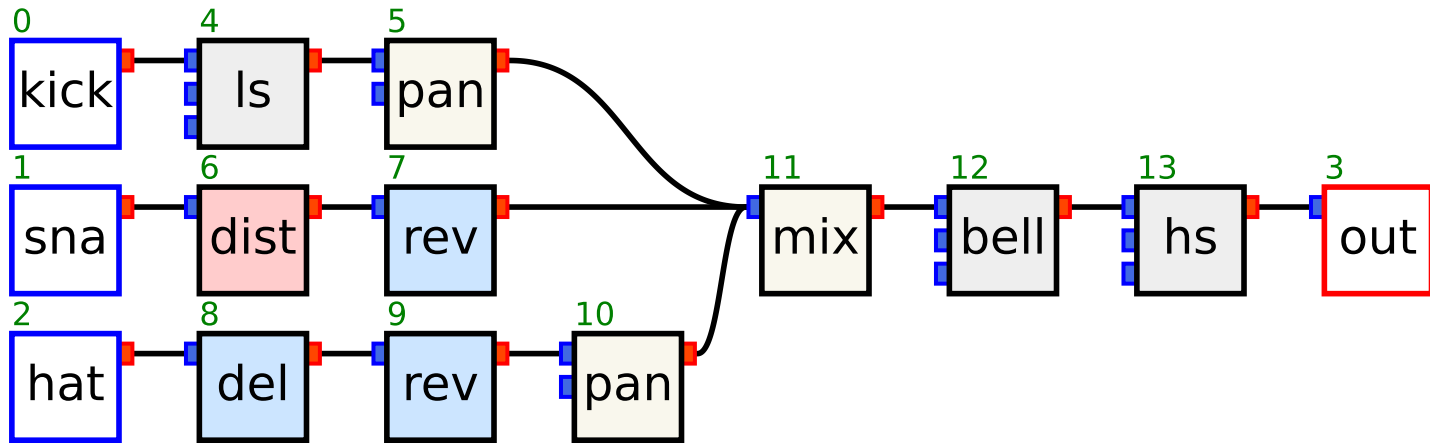 0 4 5
kick ls pan
1 6 7 11 12 13 3
sna dist rev mix bell hs out
2 8 9 10
hat del rev pan